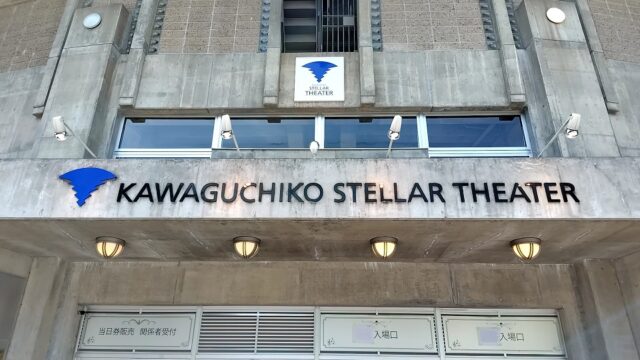 STELLAR
THEATER
KAWAGUCHIKO STELLAR THEATER
当日券販売 関係者受付
入場口
入場口